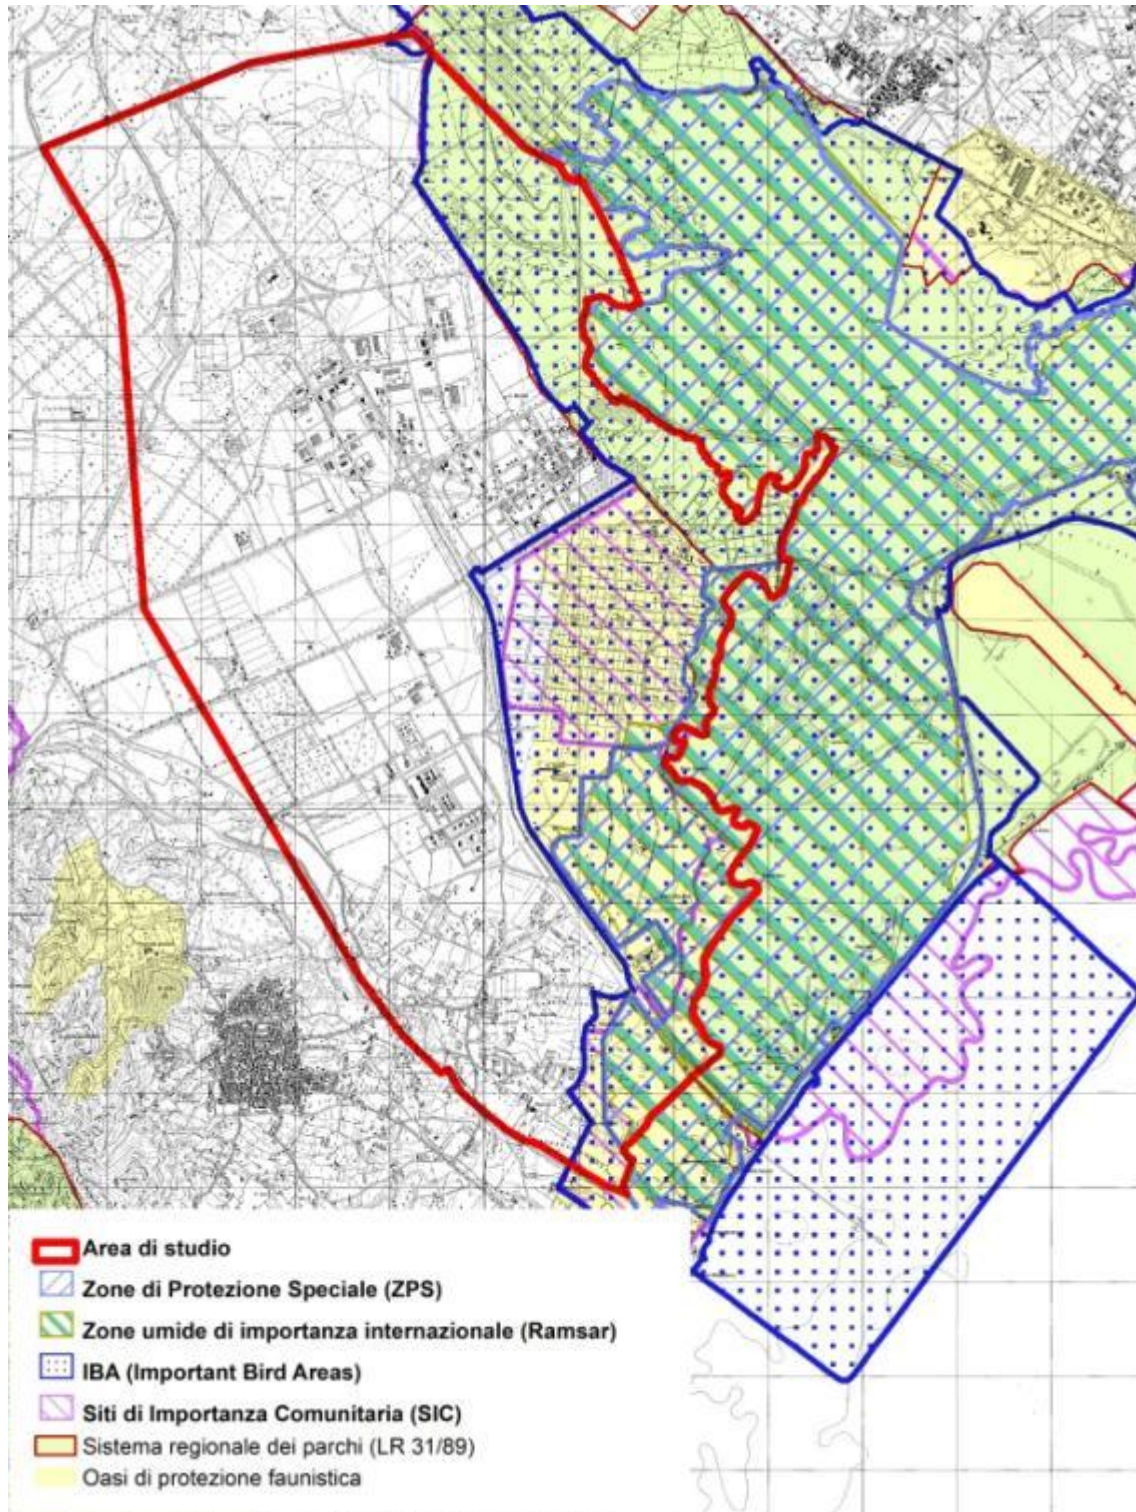 Area di studio
Zone di Protezione Speciale (ZPS)
Zone umide di importanza internazionale (Ramsar)
IBA (Important Bird Areas)
Siti di Importanza Comunitaria (SIC)
Sistema regionale dei parchi (LR 31/89)
Oasi di protezione faunistica